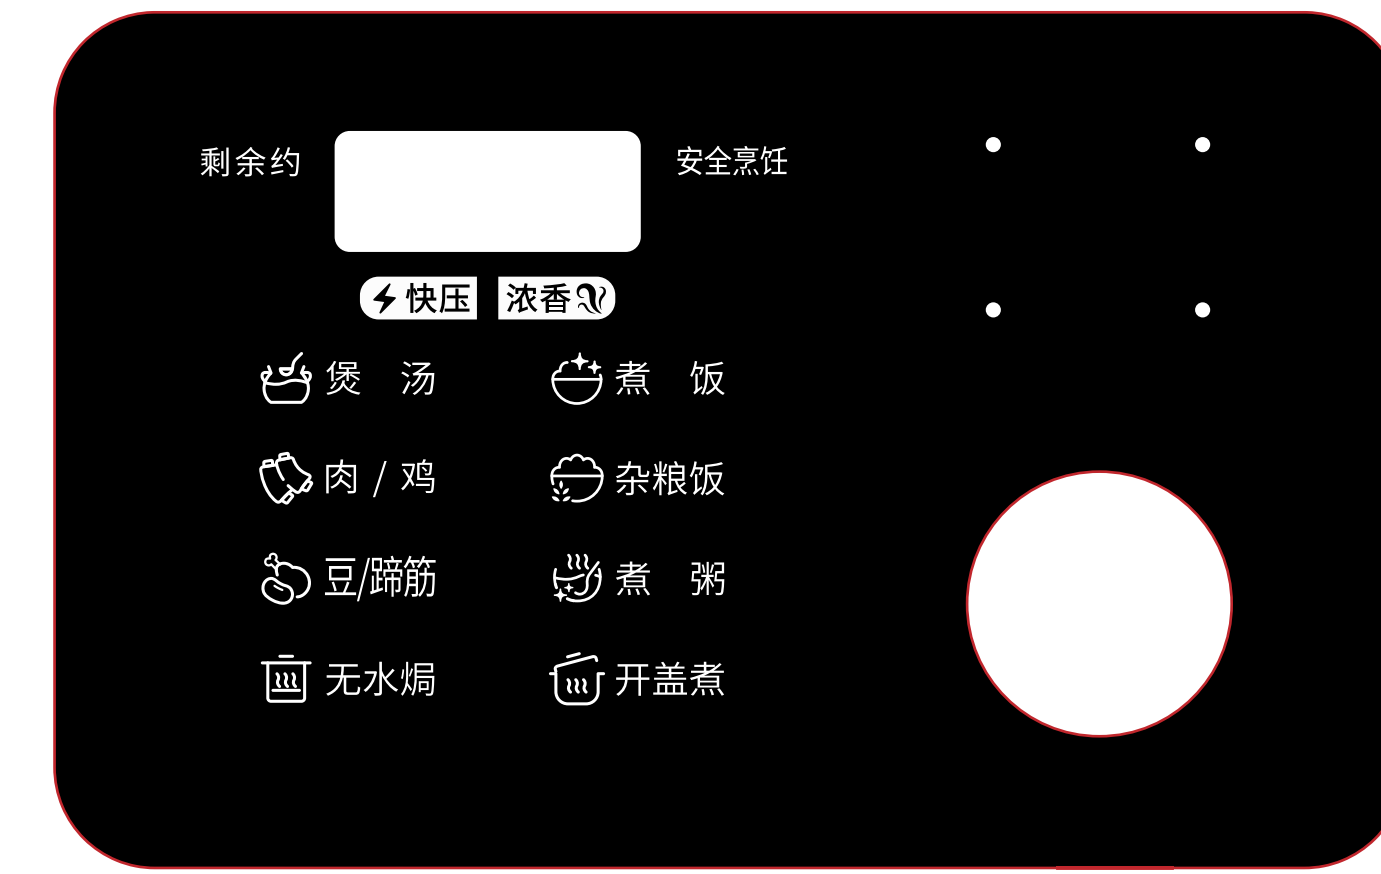 剩余约
安全烹饪
快压 浓香
煲 汤 煮 饭
肉 / 鸡 杂粮饭
豆/蹄筋 煮 粥
无水焗 开盖煮